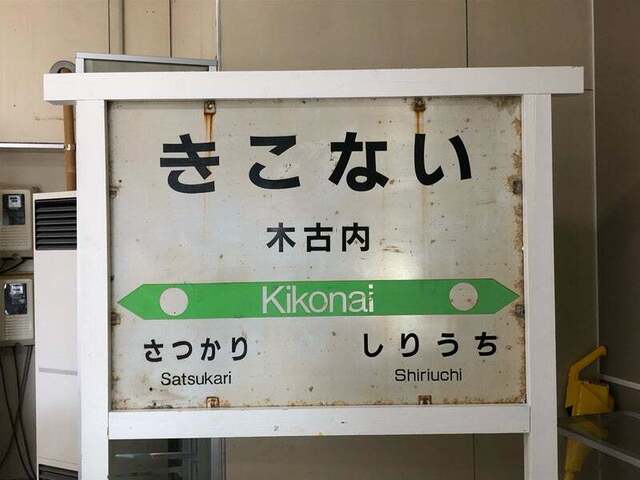 きこない
木古内
Kikonai
さつかり しりうち
Satsukari Shiriuchi